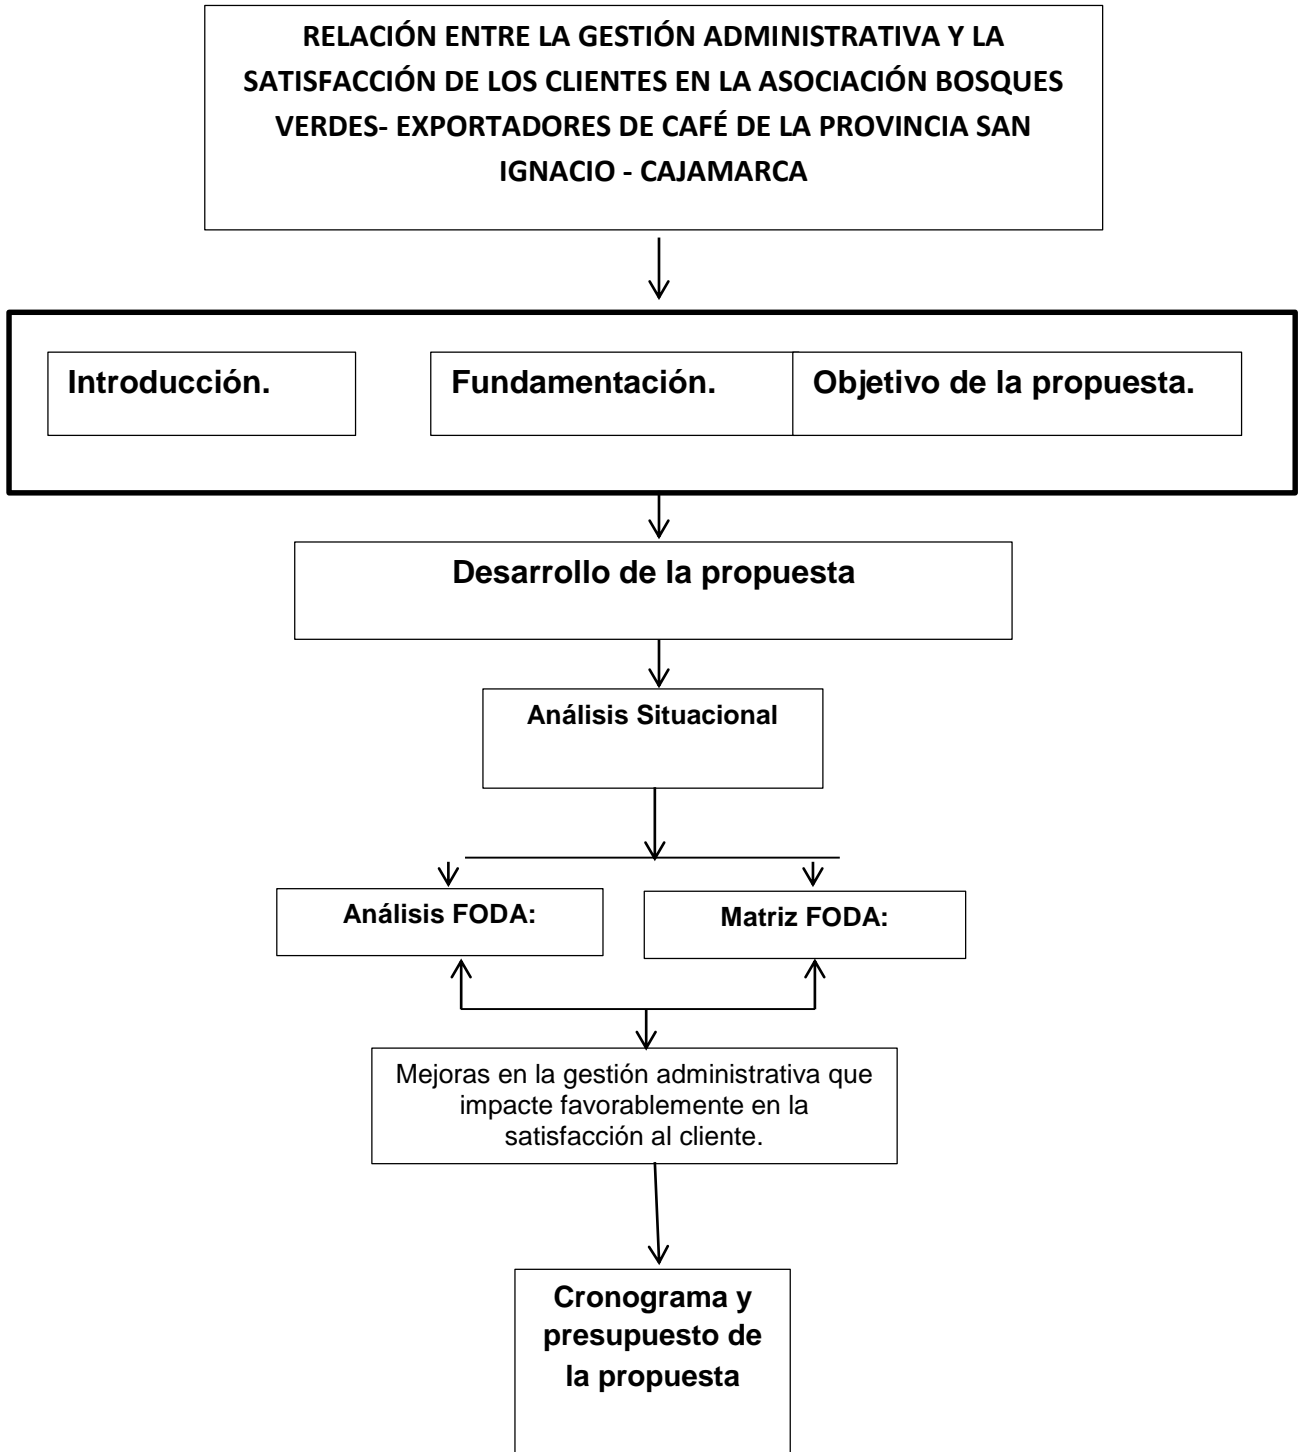 RELACIÓN ENTRE LA GESTIÓN ADMINISTRATIVA Y LA
SATISFACCIÓN DE LOS CLIENTES EN LA ASOCIACIÓN BOSQUES
VERDES- EXPORTADORES DE CAFÉ DE LA PROVINCIA SAN
IGNACIO - CAJAMARCA
Introducción.
Fundamentación.
Objetivo de la propuesta.
Desarrollo de la propuesta
Análisis Situacional
Análisis FODA:
Matriz FODA:
Mejoras en la gestión administrativa que
impacte favorablemente en la
satisfacción al cliente.
Cronograma y
presupuesto de
la propuesta